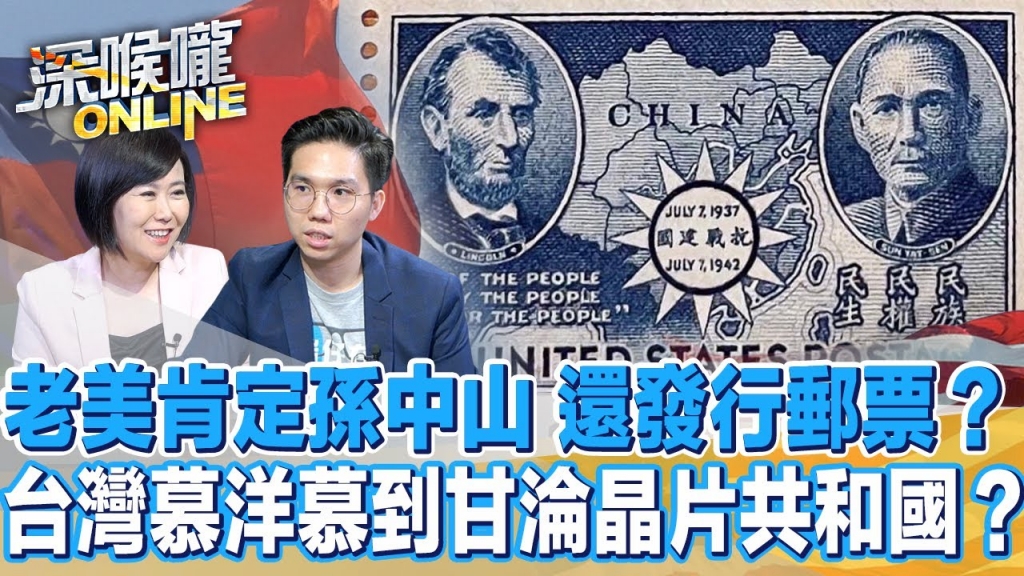 深喉嚨
ONLINE
CHINA
LINCOLN
SUN YAT-SEN
JULY 7, 1937
國建戰抗
JULY 7, 1942
OF THE PEOPLE
BY THE PEOPLE
FOR THE PEOPLE"
民族
民權
民生
UNITED STATES POSTA
老美肯定孫中山 還發行郵票？
台灣慕洋慕到甘淪晶片共和國？